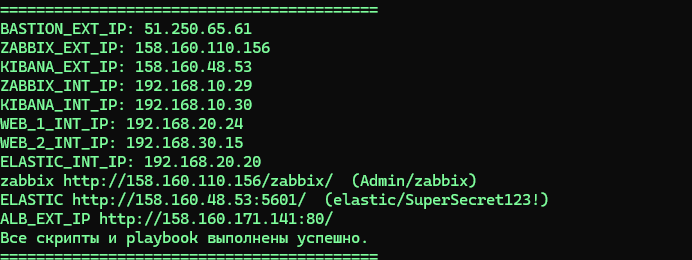 ==========================================
BASTION_EXT_IP: 51.250.65.61
ZABBIX_EXT_IP: 158.160.110.156
KIBANA_EXT_IP: 158.160.48.53
ZABBIX_INT_IP: 192.168.10.29
KIBANA_INT_IP: 192.168.10.30
WEB_1_INT_IP: 192.168.20.24
WEB_2_INT_IP: 192.168.30.15
ELASTIC_INT_IP: 192.168.20.20
zabbix http://158.160.110.156/zabbix/  (Admin/zabbix)
ELASTIC http://158.160.48.53:5601/  (elastic/SuperSecret123!)
ALB_EXT_IP http://158.160.171.141:80/
Все скрипты и playbook выполнены успешно.
==========================================